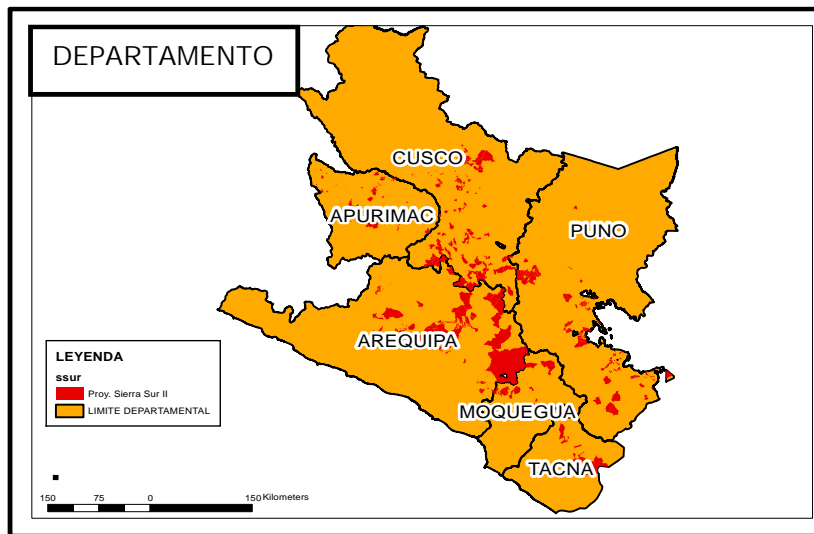 DEPARTAMENTO
CUSCO
APURIMAC
PUNO
AREQUIPA
MOQUEGUA
TACNA
LEYENDA
ssur
Proy. Sierra Sur II
LIMITE DEPARTAMENTAL
150 75 0 150 Kilometers